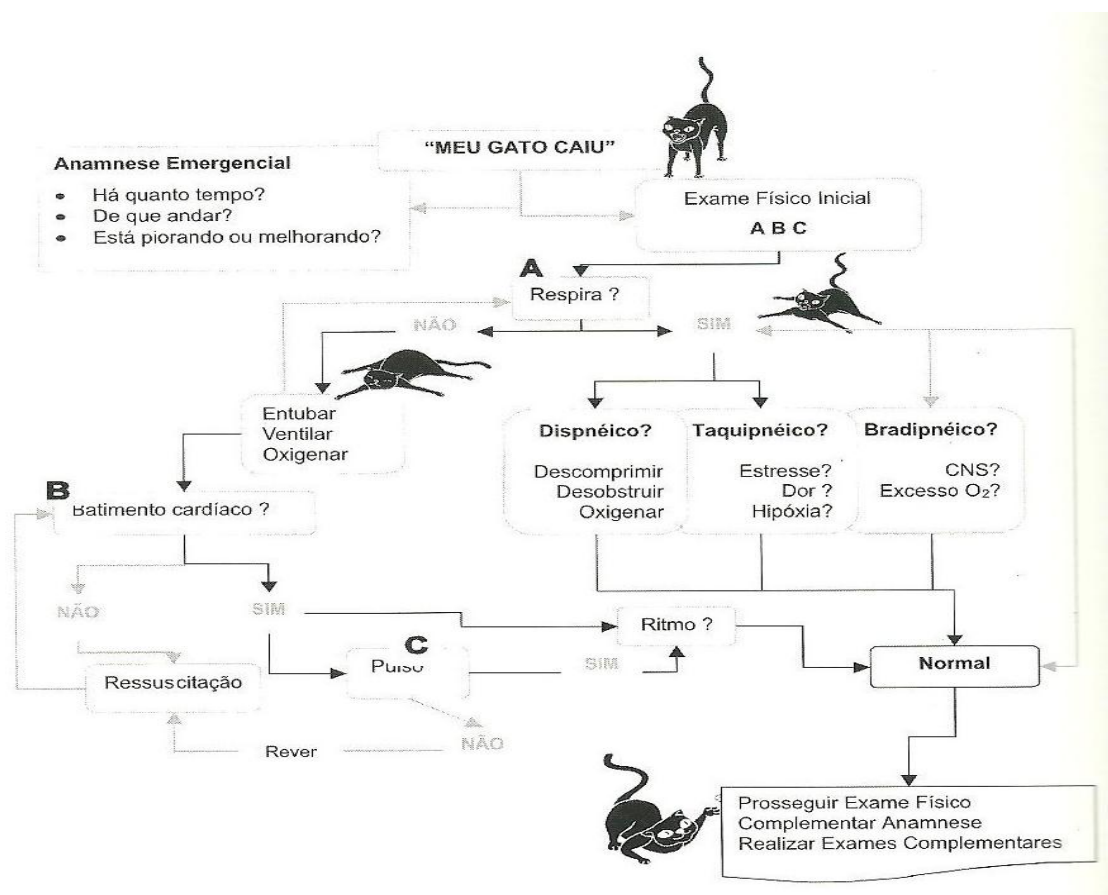 "MEU GATO CAIU"
Anamnese Emergencial
• Há quanto tempo?
• De que andar?
• Está piorando ou melhorando?
Exame Físico Inicial
A B C
A
Respira ?
NÃO
SIM
Entubar
Ventilar
Oxigenar
Dispnéico?
Descomprimir
Desobstruir
Oxigenar
Taquipnéico?
Estresse?
Dor ?
Hipóxia?
Bradipnéico?
CNS?
Excesso O₂?
B
Batimento cardíaco ?
NÃO
SIM
Ritmo ?
C
Pulso
SIM
Normal
Ressuscitação
Rever
NÃO
Prosseguir Exame Físico
Complementar Anamnese
Realizar Exames Complementares